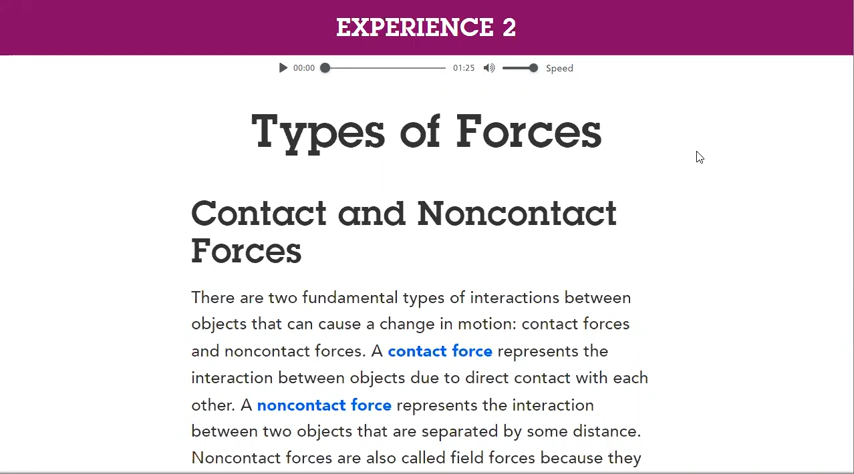 EXPERIENCE 2
00:00 01:25 Speed
Types of Forces
Contact and Noncontact
Forces
There are two fundamental types of interactions between
objects that can cause a change in motion: contact forces
and noncontact forces. A contact force represents the
interaction between objects due to direct contact with each
other. A noncontact force represents the interaction
between two objects that are separated by some distance.
Noncontact forces are also called field forces because they